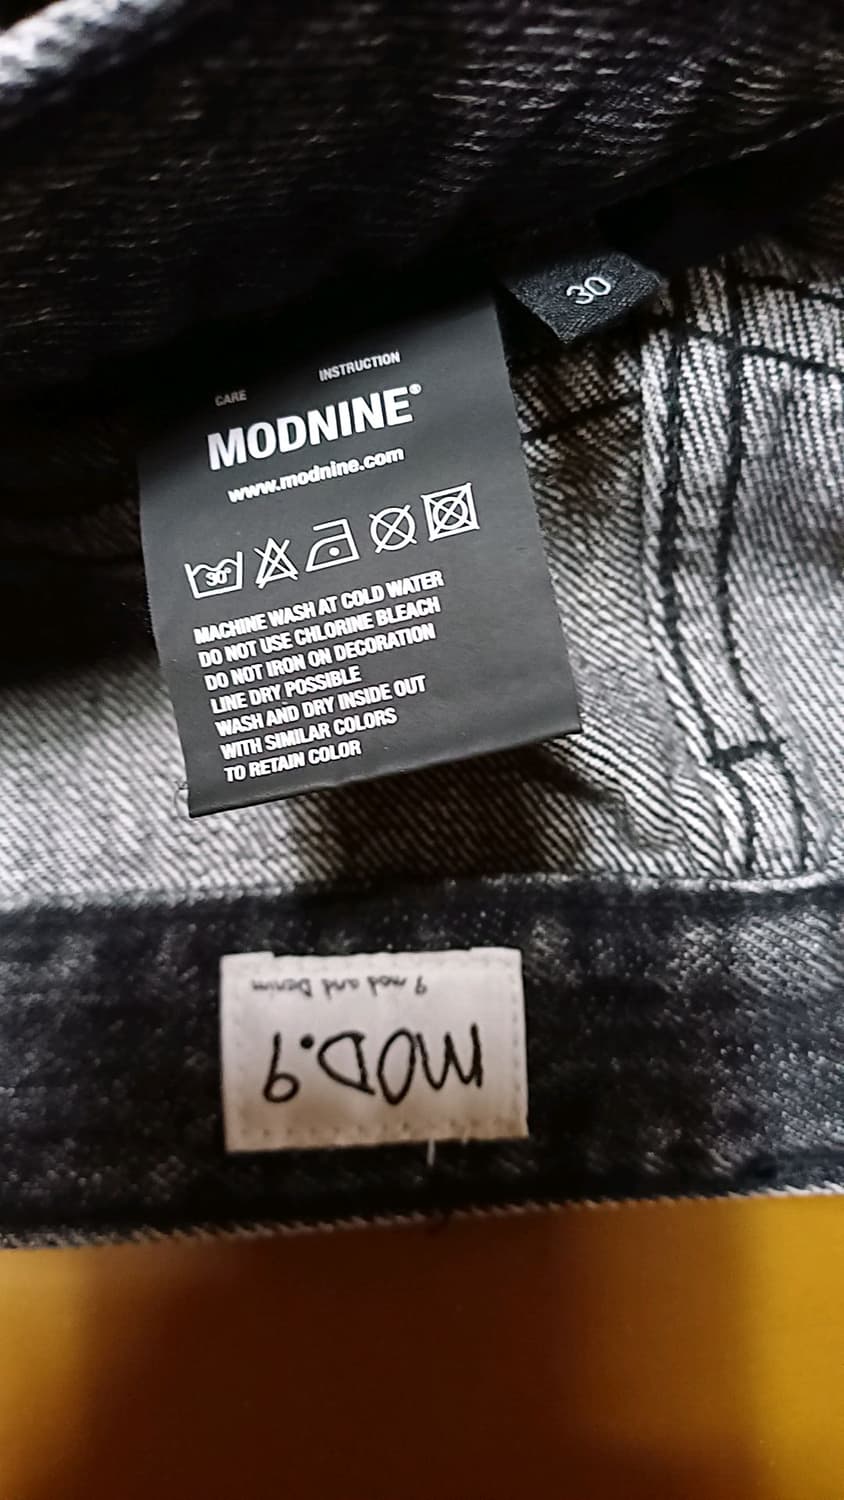 30
CARE INSTRUCTION
MODNINE®
www.modnine.com
30°
MACHINE WASH AT COLD WATER
DO NOT USE CHLORINE BLEACH
DO NOT IRON ON DECORATION
LINE DRY POSSIBLE
WASH AND DRY INSIDE OUT
WITH SIMILAR COLORS
TO RETAIN COLOR
MOD.9
9 mod and Denim